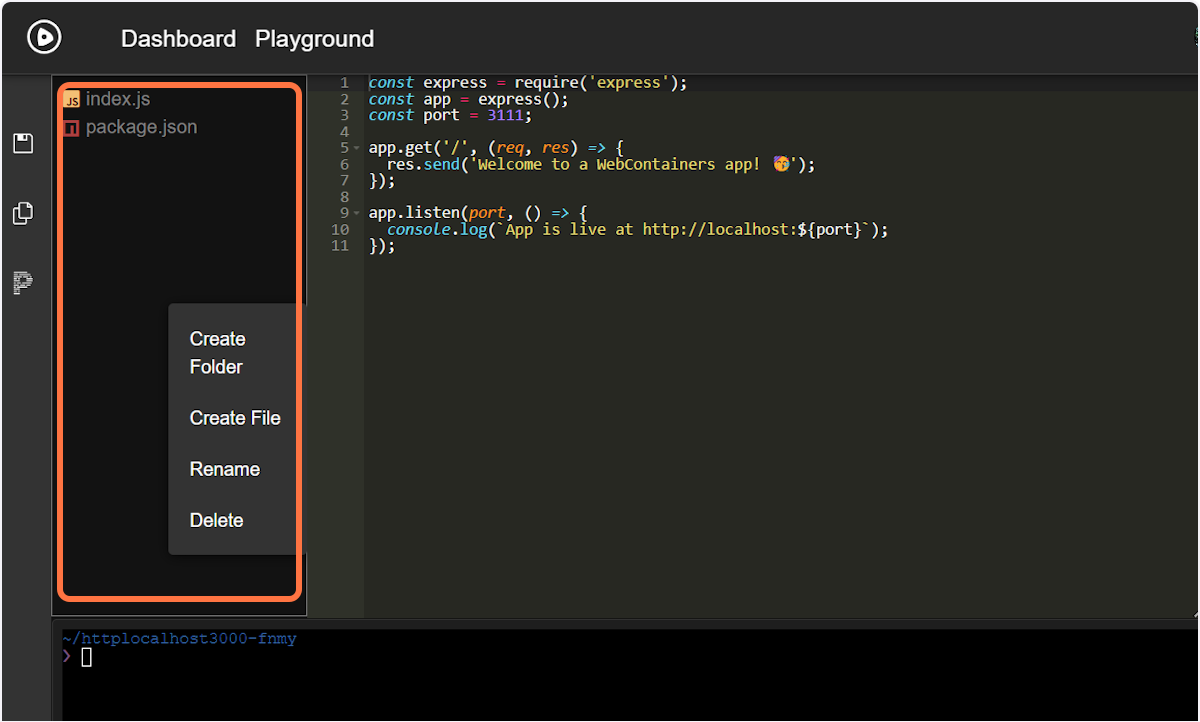 Dashboard Playground
JS index.js
package.json
1 const express = require('express');
2 const app = express();
3 const port = 3111;
4
5 app.get('/', (req, res) => {
6   res.send('Welcome to a WebContainers app! 🥳');
7 });
8
9 app.listen(port, () => {
10   console.log(`App is live at http://localhost:${port}`);
11 });
Create
Folder
Create File
Rename
Delete
~/httplocalhost3000-fnmy
❯